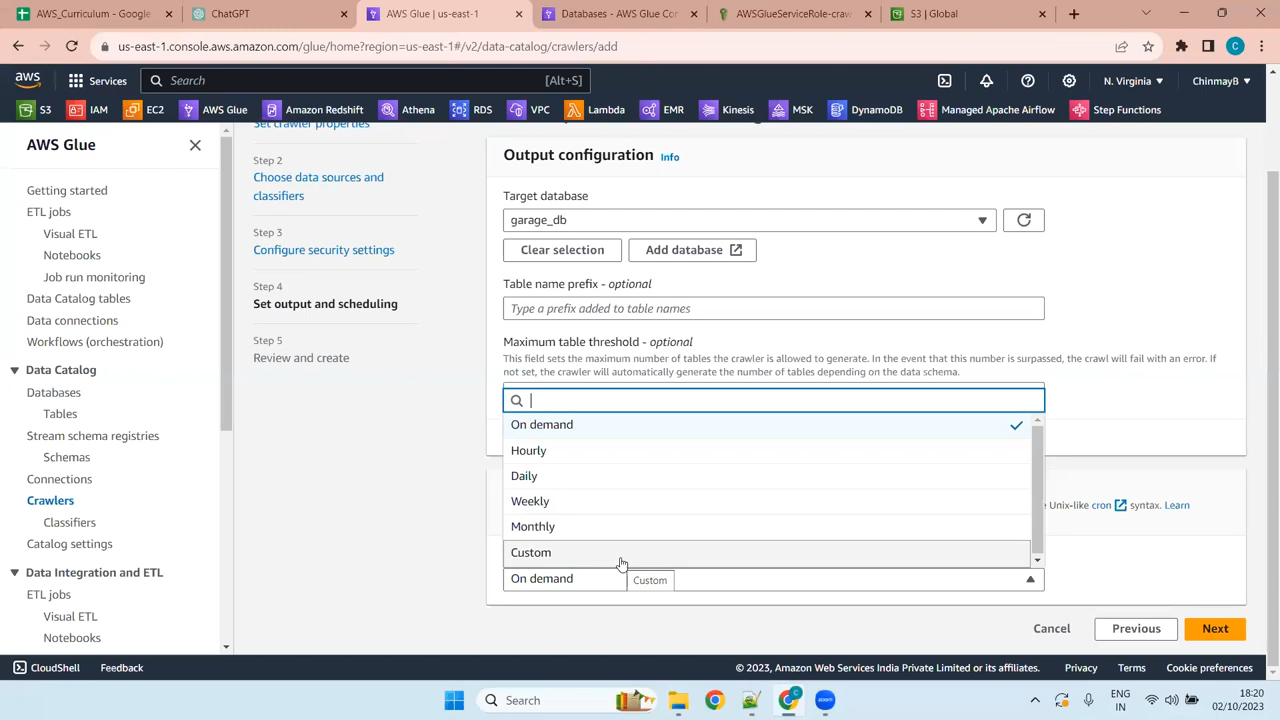 AWS_Curriculum - Google
ChatGPT
AWS Glue | us-east-1
Databases - AWS Glue Con
AWSGlueServiceRole-craw
S3 | Global
us-east-1.console.aws.amazon.com/glue/home?region=us-east-1#/v2/data-catalog/crawlers/add
C
aws
Services
Search
[Alt+S]
N. Virginia
ChinmayB
S3
IAM
EC2
AWS Glue
Amazon Redshift
Athena
RDS
VPC
Lambda
EMR
Kinesis
MSK
DynamoDB
Managed Apache Airflow
Step Functions
AWS Glue
Getting started
ETL jobs
Visual ETL
Notebooks
Job run monitoring
Data Catalog tables
Data connections
Workflows (orchestration)
Data Catalog
Databases
Tables
Stream schema registries
Schemas
Connections
Crawlers
Classifiers
Catalog settings
Data Integration and ETL
ETL jobs
Visual ETL
Notebooks
Set crawler properties
Step 2
Choose data sources and
classifiers
Step 3
Configure security settings
Step 4
Set output and scheduling
Step 5
Review and create
Output configuration Info
Target database
garage_db
Clear selection
Add database
Table name prefix - optional
Type a prefix added to table names
Maximum table threshold - optional
This field sets the maximum number of tables the crawler is allowed to generate. In the event that this number is surpassed, the crawl will fail with an error. If
not set, the crawler will automatically generate the number of tables depending on the data schema.
On demand
Hourly
Daily
Weekly
Monthly
Custom
Unix-like cron syntax. Learn
On demand
Custom
Cancel
Previous
Next
CloudShell
Feedback
© 2023, Amazon Web Services India Private Limited or its affiliates.
Privacy
Terms
Cookie preferences
Search
zoom
ENG
IN
18:20
02/10/2023